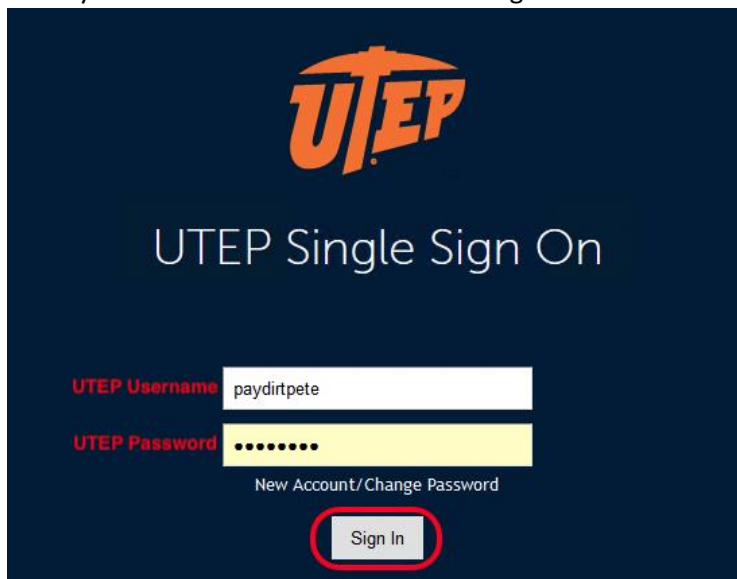 UTEP
UTEP Single Sign On
UTEP Username paydirtpete
UTEP Password ••••••••
New Account/Change Password
Sign In